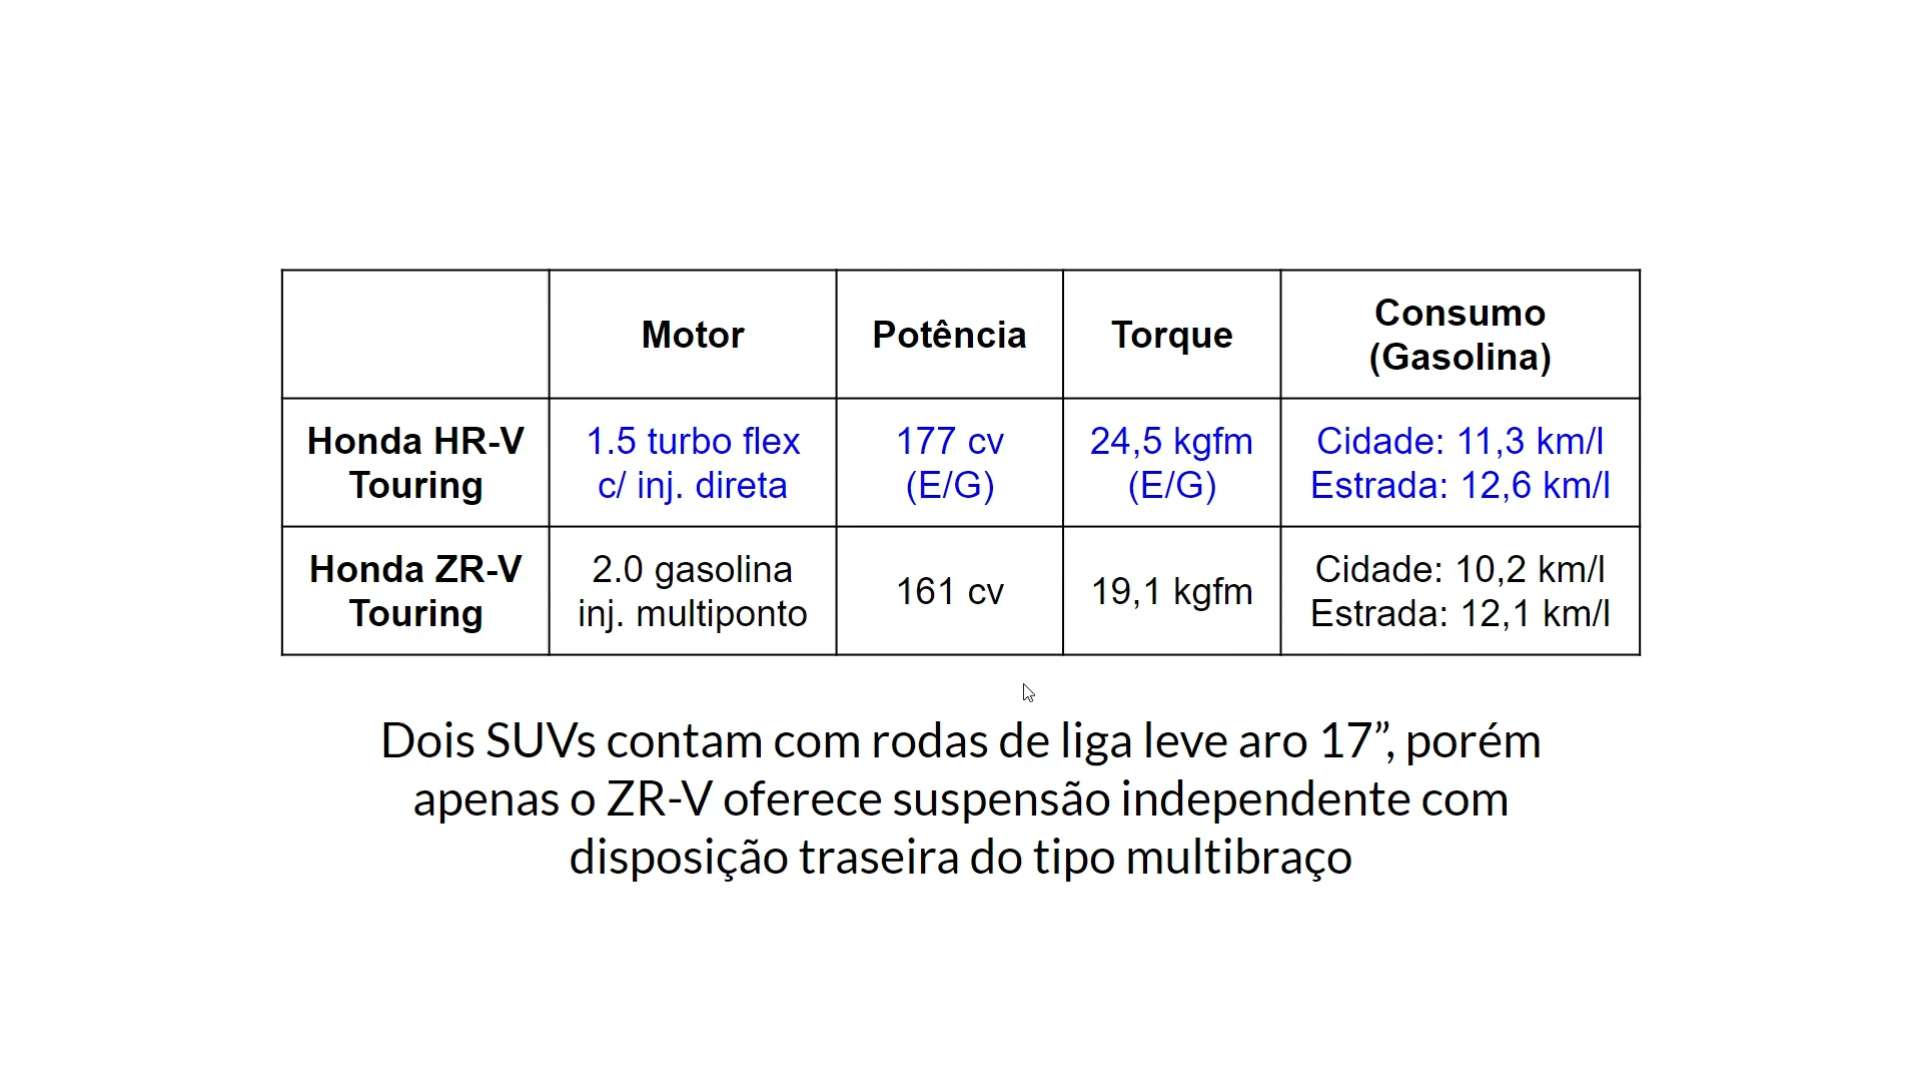 Motor
Potência
Torque
Consumo
(Gasolina)
Honda HR-V
Touring
1.5 turbo flex
c/ inj. direta
177 cv
(E/G)
24,5 kgfm
(E/G)
Cidade: 11,3 km/l
Estrada: 12,6 km/l
Honda ZR-V
Touring
2.0 gasolina
inj. multiponto
161 cv
19,1 kgfm
Cidade: 10,2 km/l
Estrada: 12,1 km/l
Dois SUVs contam com rodas de liga leve aro 17”, porém
apenas o ZR-V oferece suspensão independente com
disposição traseira do tipo multibraço